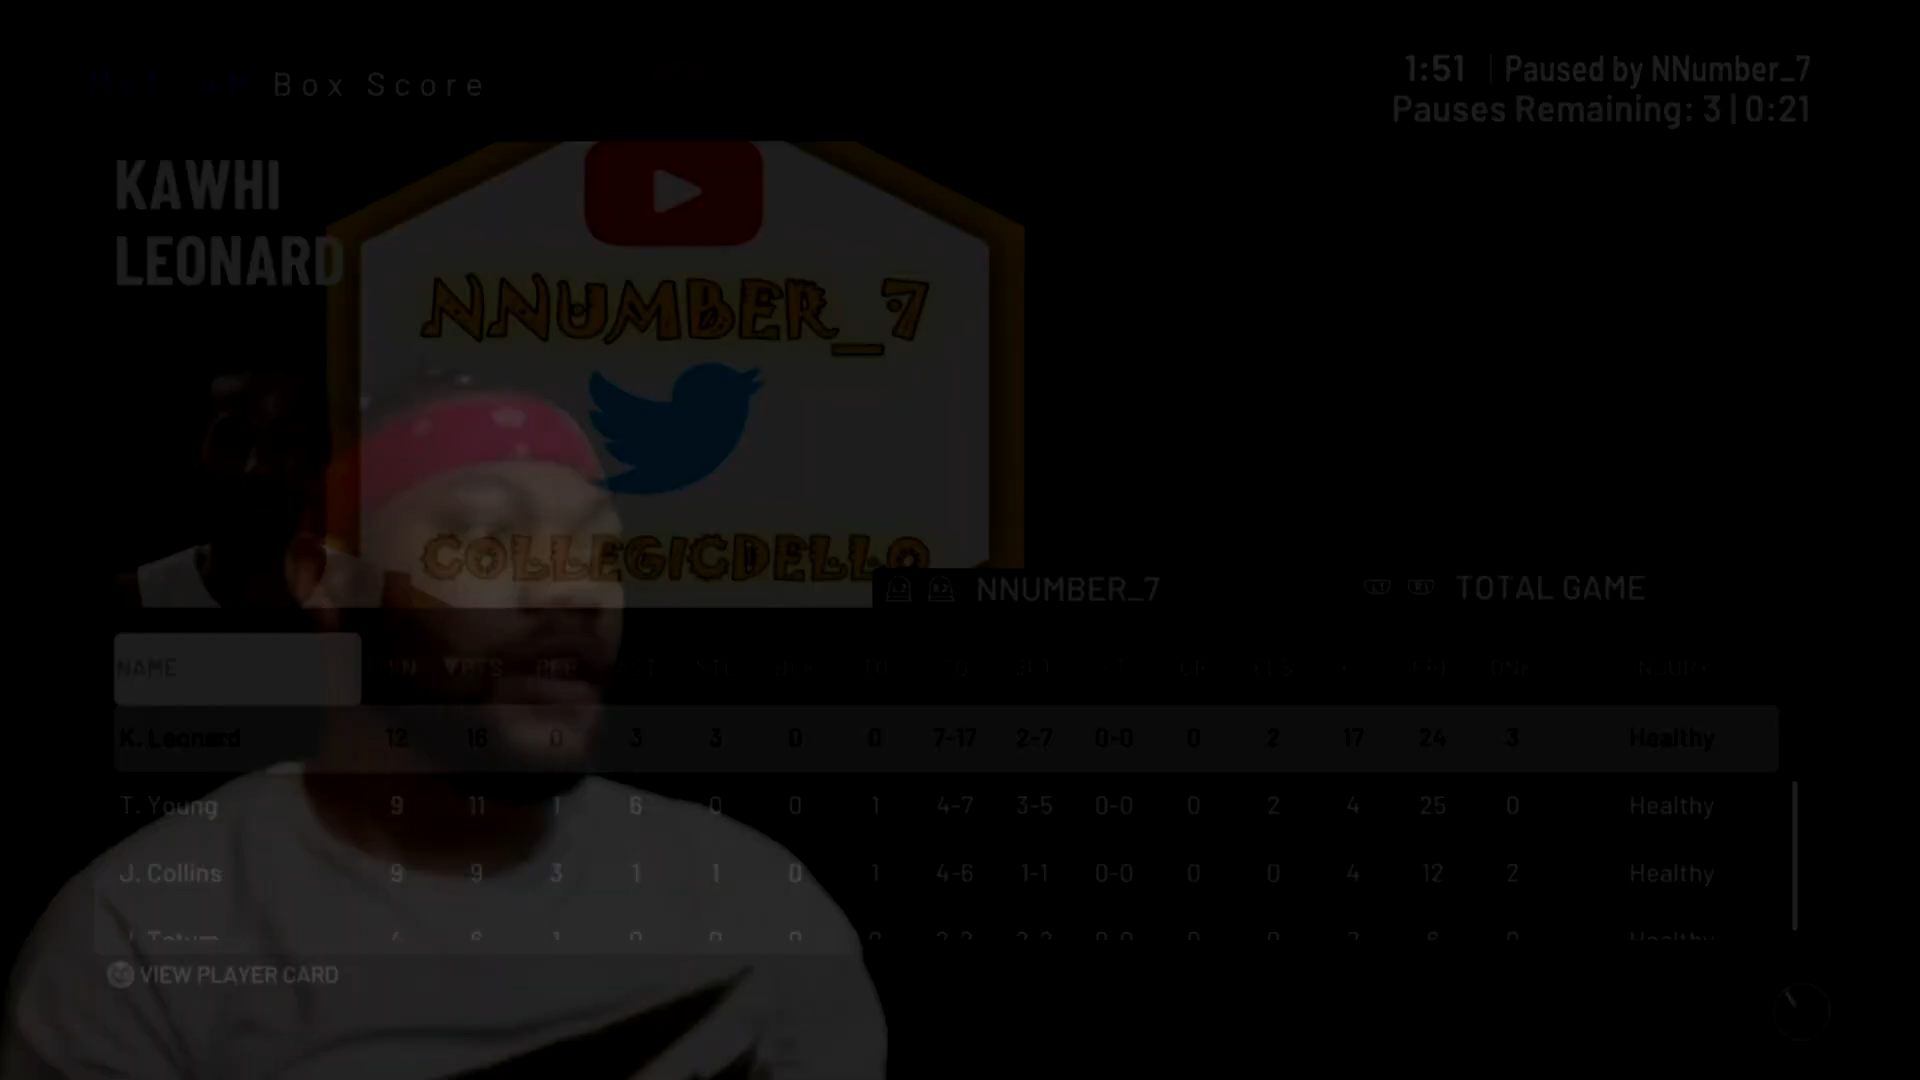 Box Score
1:51 | Paused by NNumber_7
Pauses Remaining: 3 | 0:21
KAWHI
LEONARD
NNUMBER_7
COLLEGICDELLO
NNUMBER_7
TOTAL GAME
NAME MIN PTS REB
K. Leonard 12 16 0 3 3 0 0 7-17 2-7 0-0 0 2 17 24 3 Healthy
T. Young 9 11 1 6 0 0 1 4-7 3-5 0-0 0 2 4 25 0 Healthy
J. Collins 9 9 3 1 1 0 1 4-6 1-1 0-0 0 0 4 12 2 Healthy
J. Tatum
VIEW PLAYER CARD